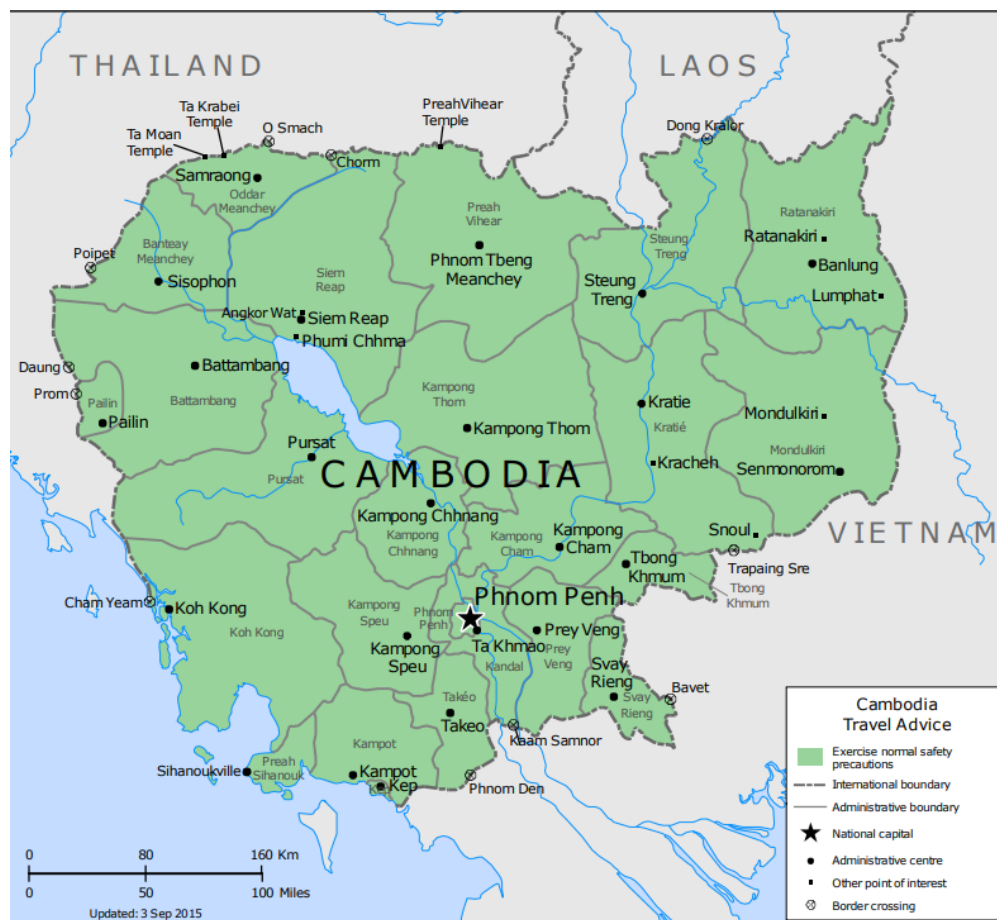 THAILAND
LAOS
Ta Krabei
Temple
Ta Moan
Temple
O Smach
PreahVihear
Temple
Chorm
Dong Kralor
Samraong
Oddar
Meanchey
Preah
Vihear
Ratanakiri
Ratanakiri
Steung
Treng
Banteay
Meanchey
Poipet
Sisophon
Siem
Reap
Phnom Tbeng
Meanchey
Steung
Treng
Banlung
Lumphat
Angkor Wat
Siem Reap
Phumi Chhma
Daung
Battambang
Prom
Pailin
Battambang
Pailin
Kampong
Thom
Kampong Thom
Kratie
Kratié
Kracheh
Mondulkiri
Mondulkiri
Senmonorom
Pursat
Pursat
CAMBODIA
Kampong Chhnang
Kampong
Chhnang
Kampong
Cham
Kampong
Cham
Snoul
VIETNAM
Trapaing Sre
Tbong
Khmum
Tbong
Khmum
Cham Yeam
Koh Kong
Koh Kong
Kampong
Speu
Kampong
Speu
Phnom
Penh
Phnom Penh
Ta Khmao
Kandal
Prey Veng
Prey
Veng
Svay
Rieng
Svay
Rieng
Bavet
Takéo
Takeo
Kaam Samnor
Kampot
Kampot
Preah
Sihanouk
Sihanoukville
Kep
Kep
Phnom Den
Cambodia
Travel Advice
Exercise normal safety
precautions
International boundary
Administrative boundary
National capital
Administrative centre
Other point of interest
Border crossing
0 80 160 Km
0 50 100 Miles
Updated: 3 Sep 2015